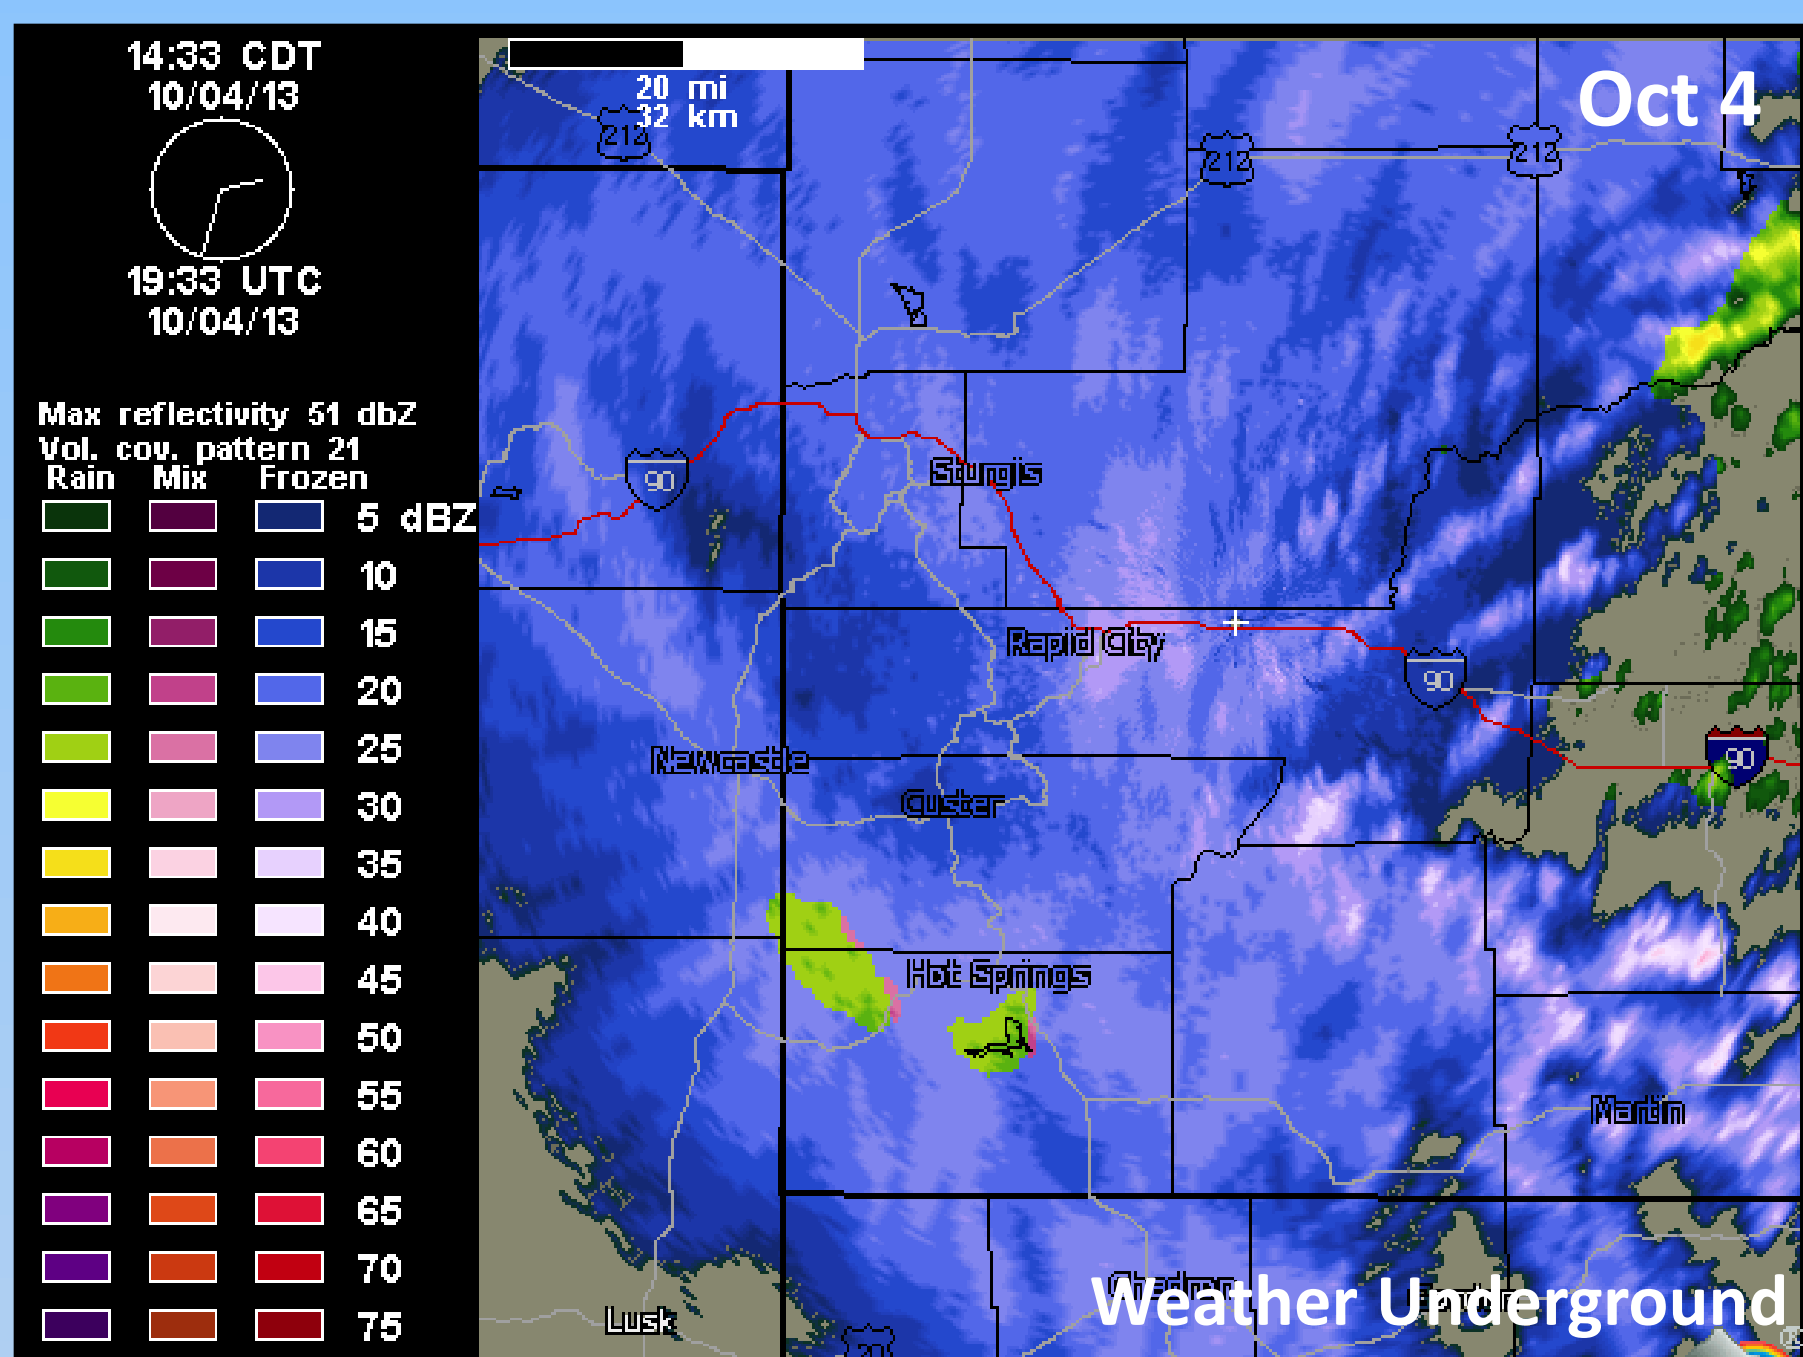 14:33 CDT
10/04/13
19:33 UTC
10/04/13
Max reflectivity 51 dbZ
Vol. cov. pattern 21
Rain Mix Frozen
5 dBZ
10
15
20
25
30
35
40
45
50
55
60
65
70
75
20 mi
32 km
Oct 4
212
212
212
90
Sturgis
Rapid City
90
90
Newcastle
Custer
Hot Springs
Martin
Chadron
Lusk
20
Weather Underground